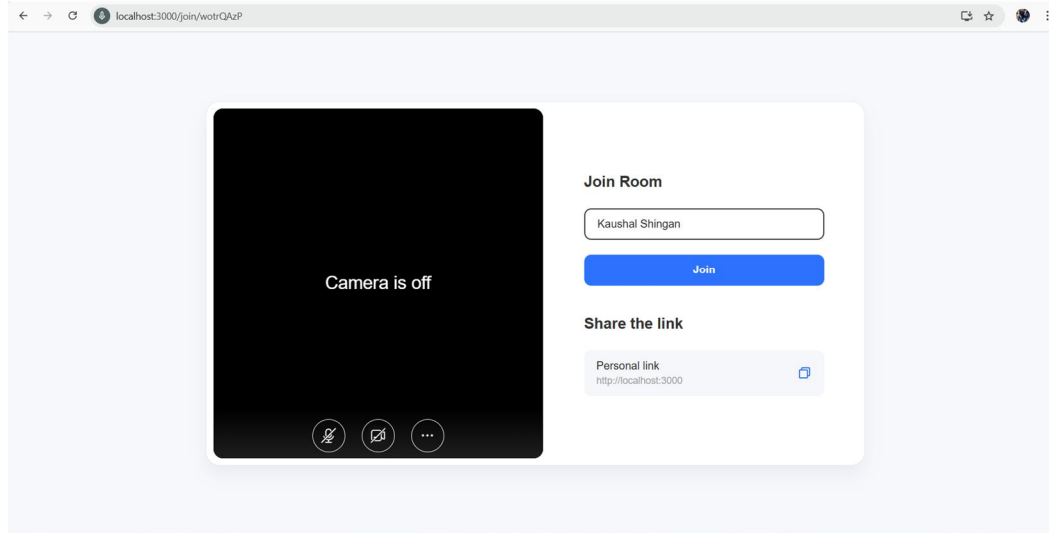 localhost:3000/join/wotrQAzP
Camera is off
Join Room
Kaushal Shingan
Join
Share the link
Personal link
http://localhost:3000